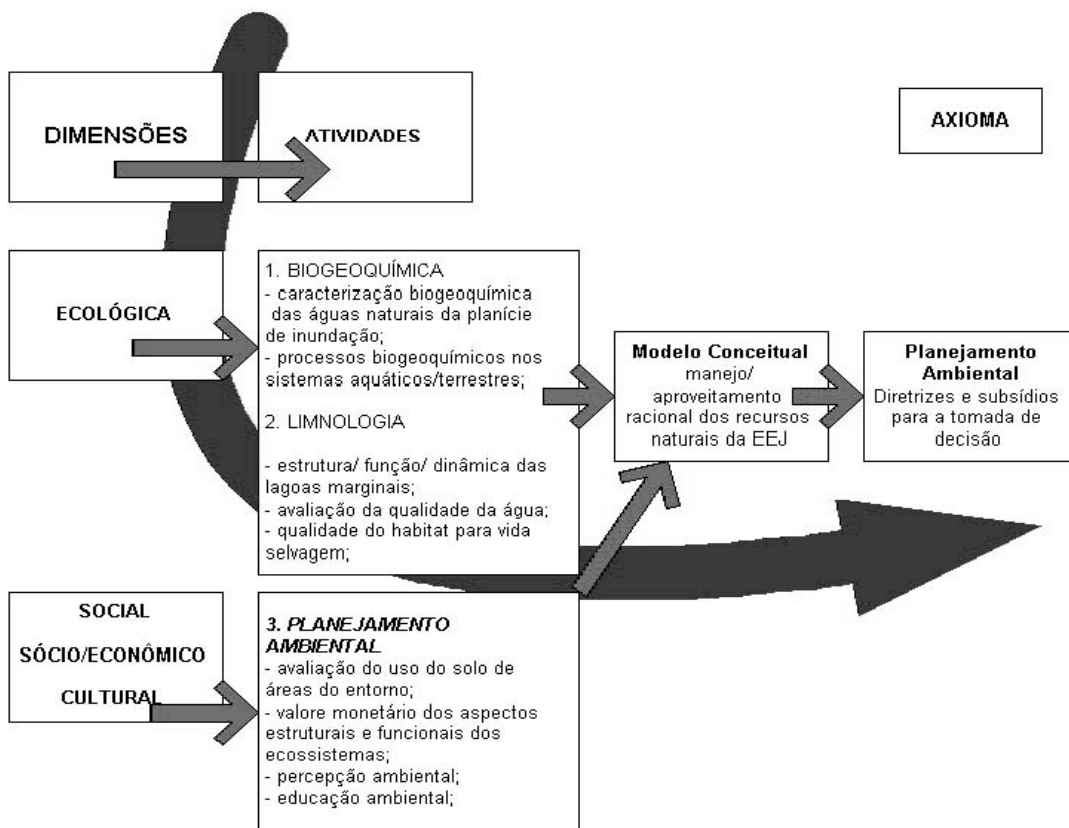 DIMENSÕES
ATIVIDADES
AXIOMA
ECOLÓGICA
1. BIOGEOQUÍMICA
- caracterização biogeoquímica
das águas naturais da planície
de inundação;
- processos biogeoquímicos nos
sistemas aquáticos/terrestres;
2. LIMNOLOGIA
- estrutura/ função/ dinâmica das
lagoas marginais;
- avaliação da qualidade da água;
- qualidade do habitat para vida
selvagem;
Modelo Conceitual
manejo/
aproveitamento
racional dos recursos
naturais da EEJ
Planejamento
Ambiental
Diretrizes e subsídios
para a tomada de
decisão
SOCIAL
SÓCIO/ECONÔMICO
CULTURAL
3. PLANEJAMENTO
AMBIENTAL
- avaliação do uso do solo de
áreas do entorno;
- valore monetário dos aspectos
estruturais e funcionais dos
ecossistemas;
- percepção ambiental;
- educação ambiental;